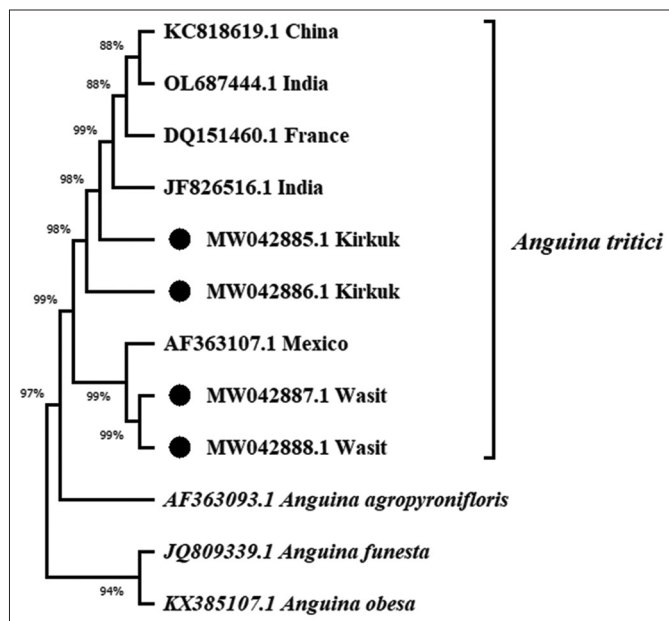 88%
KC818619.1 China
88%
OL687444.1 India
99%
DQ151460.1 France
98%
JF826516.1 India
98%
MW042885.1 Kirkuk
Anguina tritici
99%
MW042886.1 Kirkuk
AF363107.1 Mexico
97%
99%
MW042887.1 Wasit
99%
MW042888.1 Wasit
AF363093.1 Anguina agropyronifloris
JQ809339.1 Anguina funesta
94%
KX385107.1 Anguina obesa